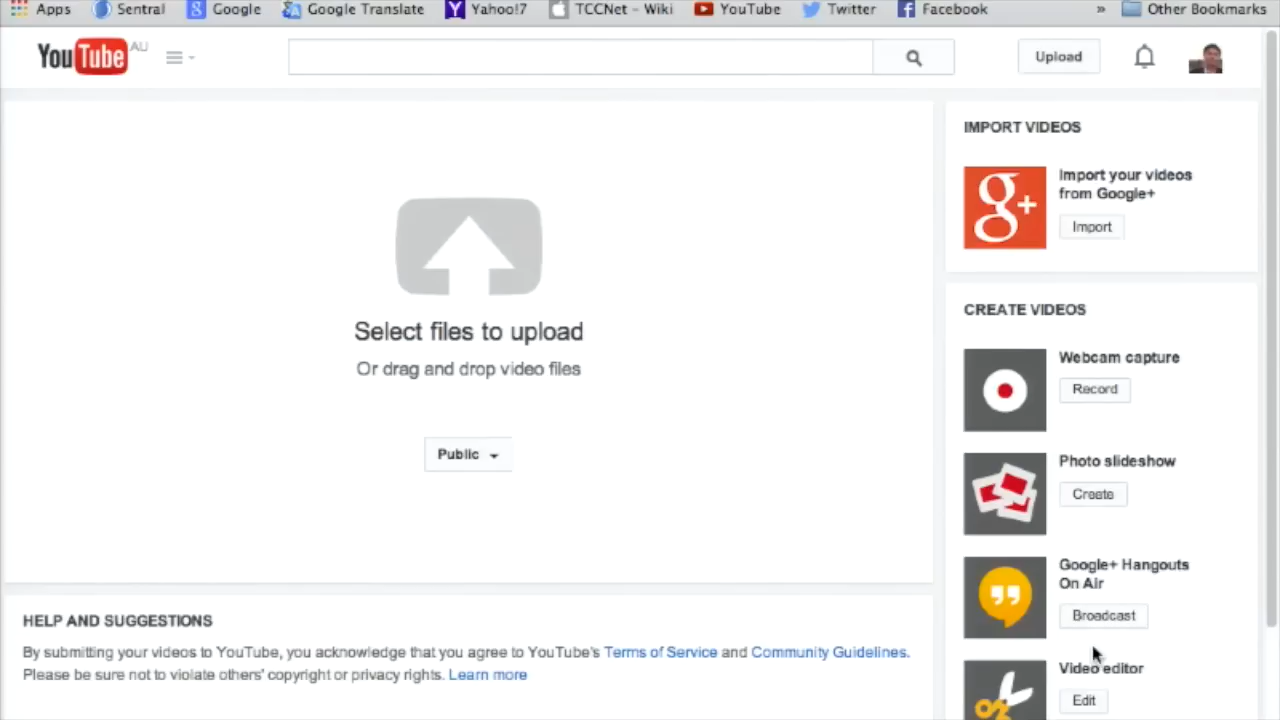 Apps Sentral Google Google Translate Yahoo!7 TCCNet - Wiki YouTube Twitter Facebook » Other Bookmarks
YouTube AU Upload
Select files to upload
Or drag and drop video files
Public
HELP AND SUGGESTIONS
By submitting your videos to YouTube, you acknowledge that you agree to YouTube's Terms of Service and Community Guidelines.
Please be sure not to violate others' copyright or privacy rights. Learn more
IMPORT VIDEOS
Import your videos
from Google+
Import
CREATE VIDEOS
Webcam capture
Record
Photo slideshow
Create
Google+ Hangouts
On Air
Broadcast
Video editor
Edit